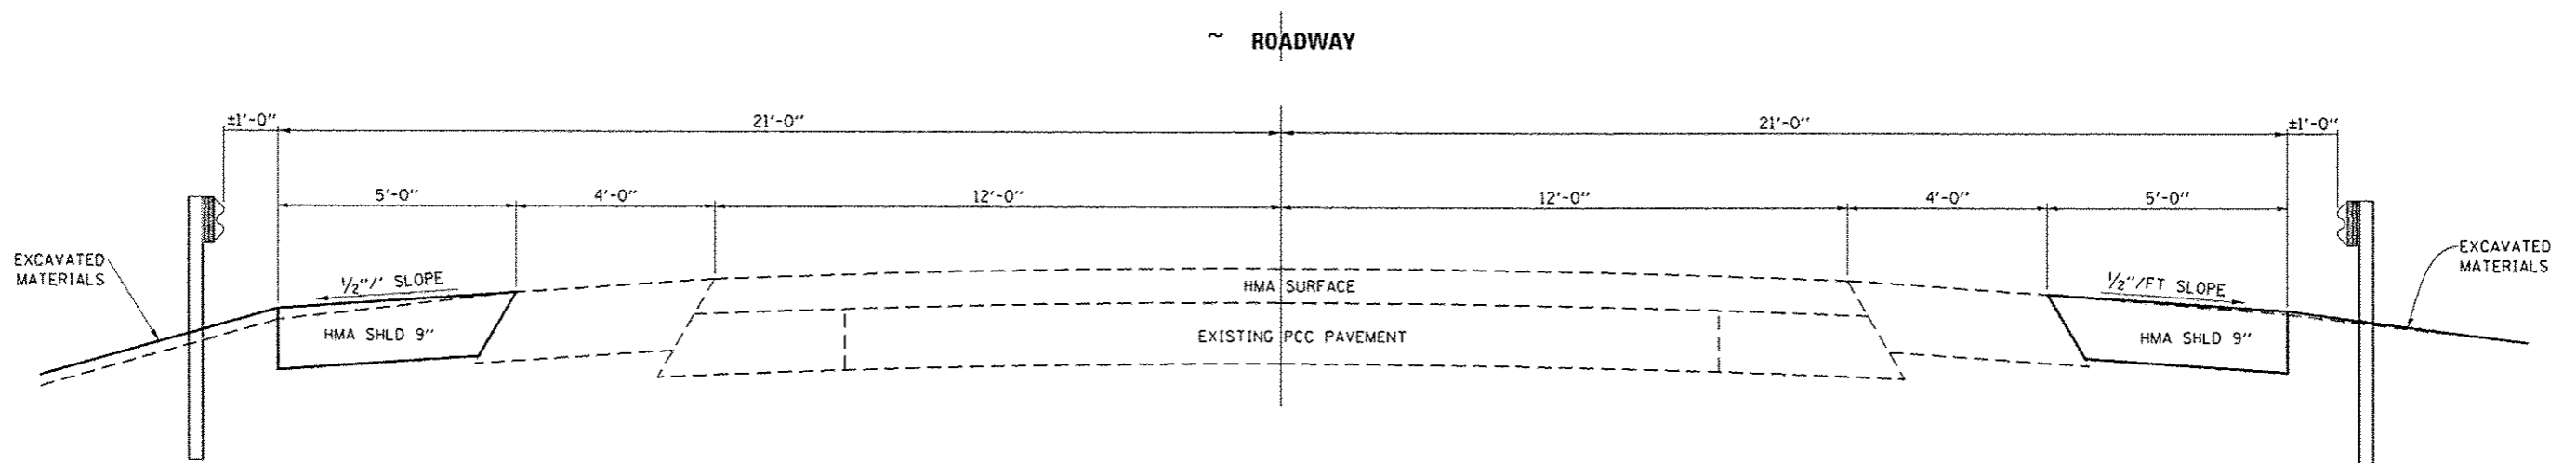 ~ ROADWAY
±1'-0" 21'-0" 21'-0" ±1'-0"
5'-0" 4'-0" 12'-0" 12'-0" 4'-0" 5'-0"
EXCAVATED
MATERIALS
1/2"/' SLOPE
HMA SURFACE
1/2"/FT SLOPE
EXCAVATED
MATERIALS
HMA SHLD 9"
EXISTING PCC PAVEMENT
HMA SHLD 9"